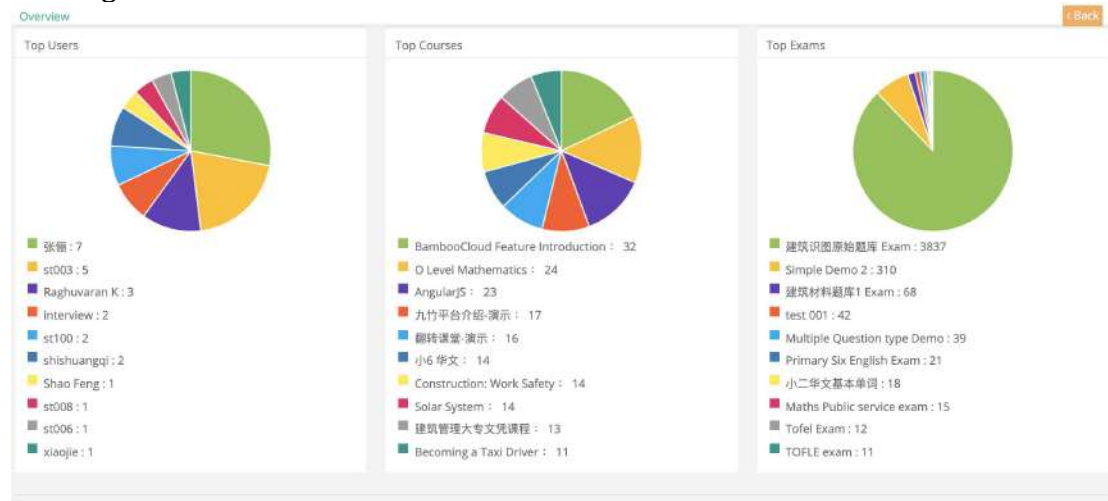 Overview
‹ Back
Top Users
张俪 : 7
st003 : 5
Raghuvaran K : 3
interview : 2
st100 : 2
shishuangqi : 2
Shao Feng : 1
st008 : 1
st006 : 1
xiaojie : 1
Top Courses
BambooCloud Feature Introduction : 32
O Level Mathematics : 24
AngularJS : 23
九竹平台介绍-演示 : 17
翻转课堂-演示 : 16
小6 华文 : 14
Construction: Work Safety : 14
Solar System : 14
建筑管理大专文凭课程 : 13
Becoming a Taxi Driver : 11
Top Exams
建筑识图原始题库 Exam : 3837
Simple Demo 2 : 310
建筑材料题库1 Exam : 68
test 001 : 42
Multiple Question type Demo : 39
Primary Six English Exam : 21
小二华文基本单词 : 18
Maths Public service exam : 15
Tofel Exam : 12
TOFLE exam : 11